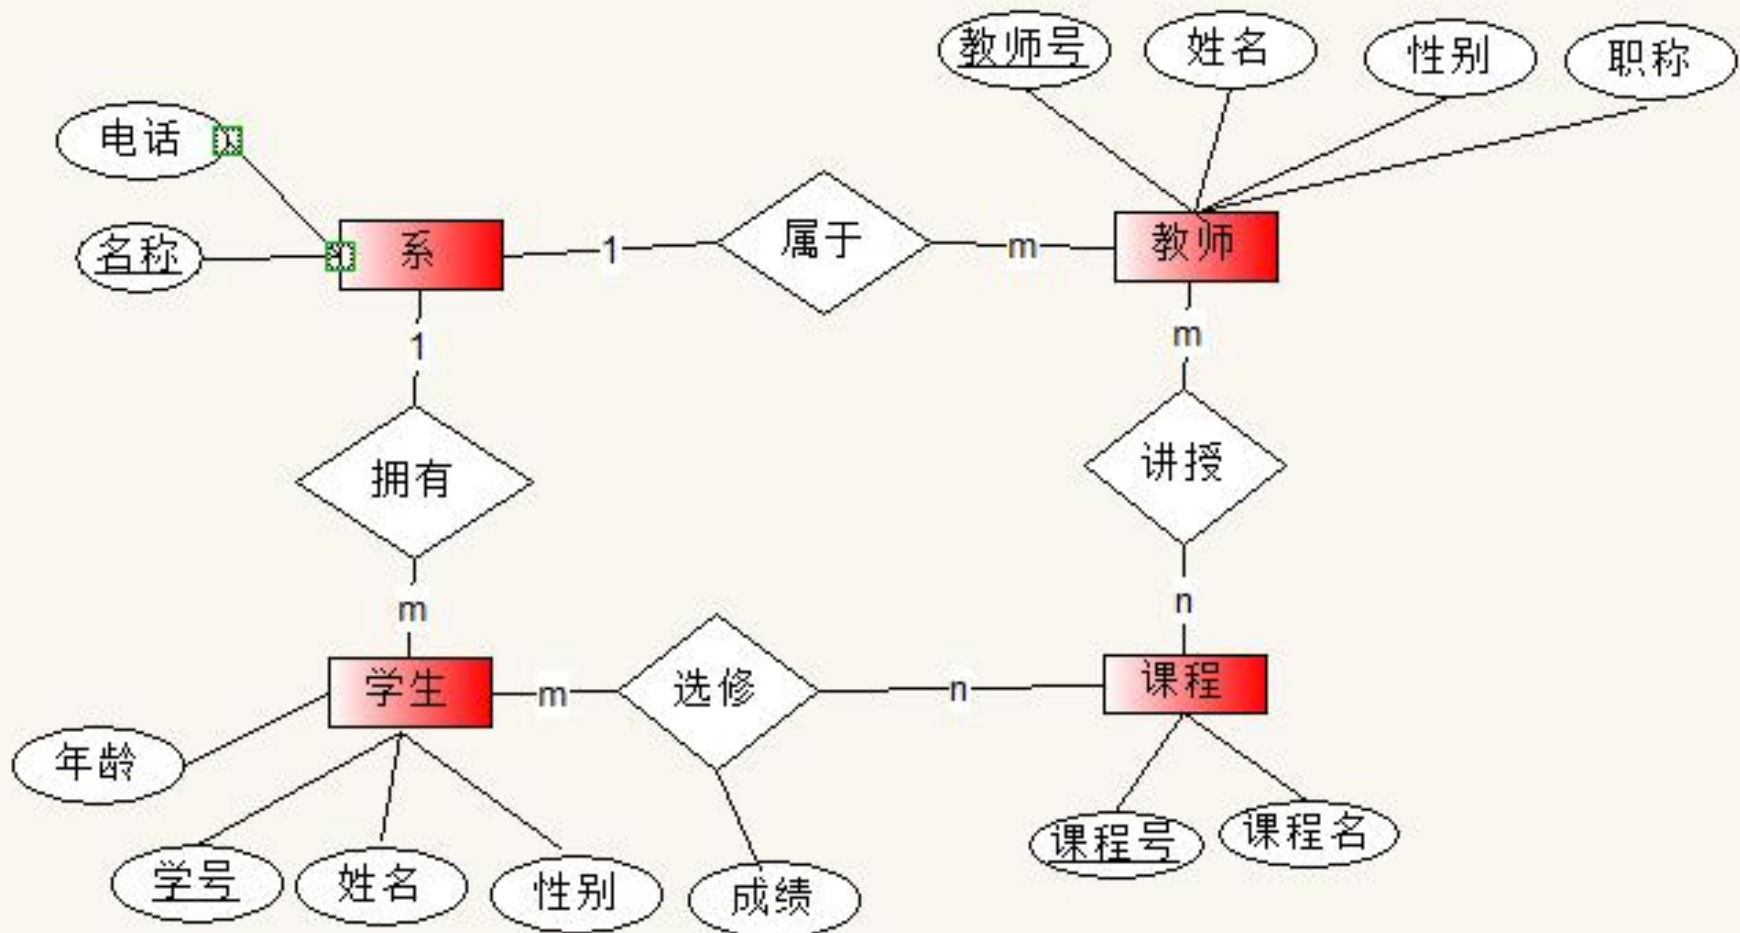 教师号
姓名
性别
职称
电话
名称
系
1
属于
m
教师
1
m
拥有
讲授
m
n
学生
m
选修
n
课程
年龄
学号
姓名
性别
成绩
课程号
课程名